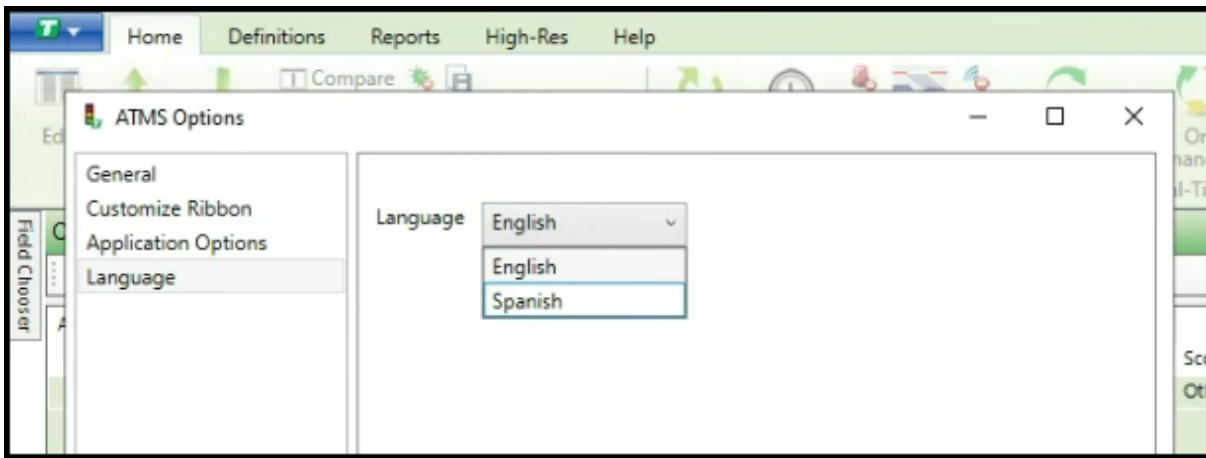 T
Home Definitions Reports High-Res Help
Compare
ATMS Options
General
Customize Ribbon
Application Options
Language
Language English
English
Spanish
Field Chooser